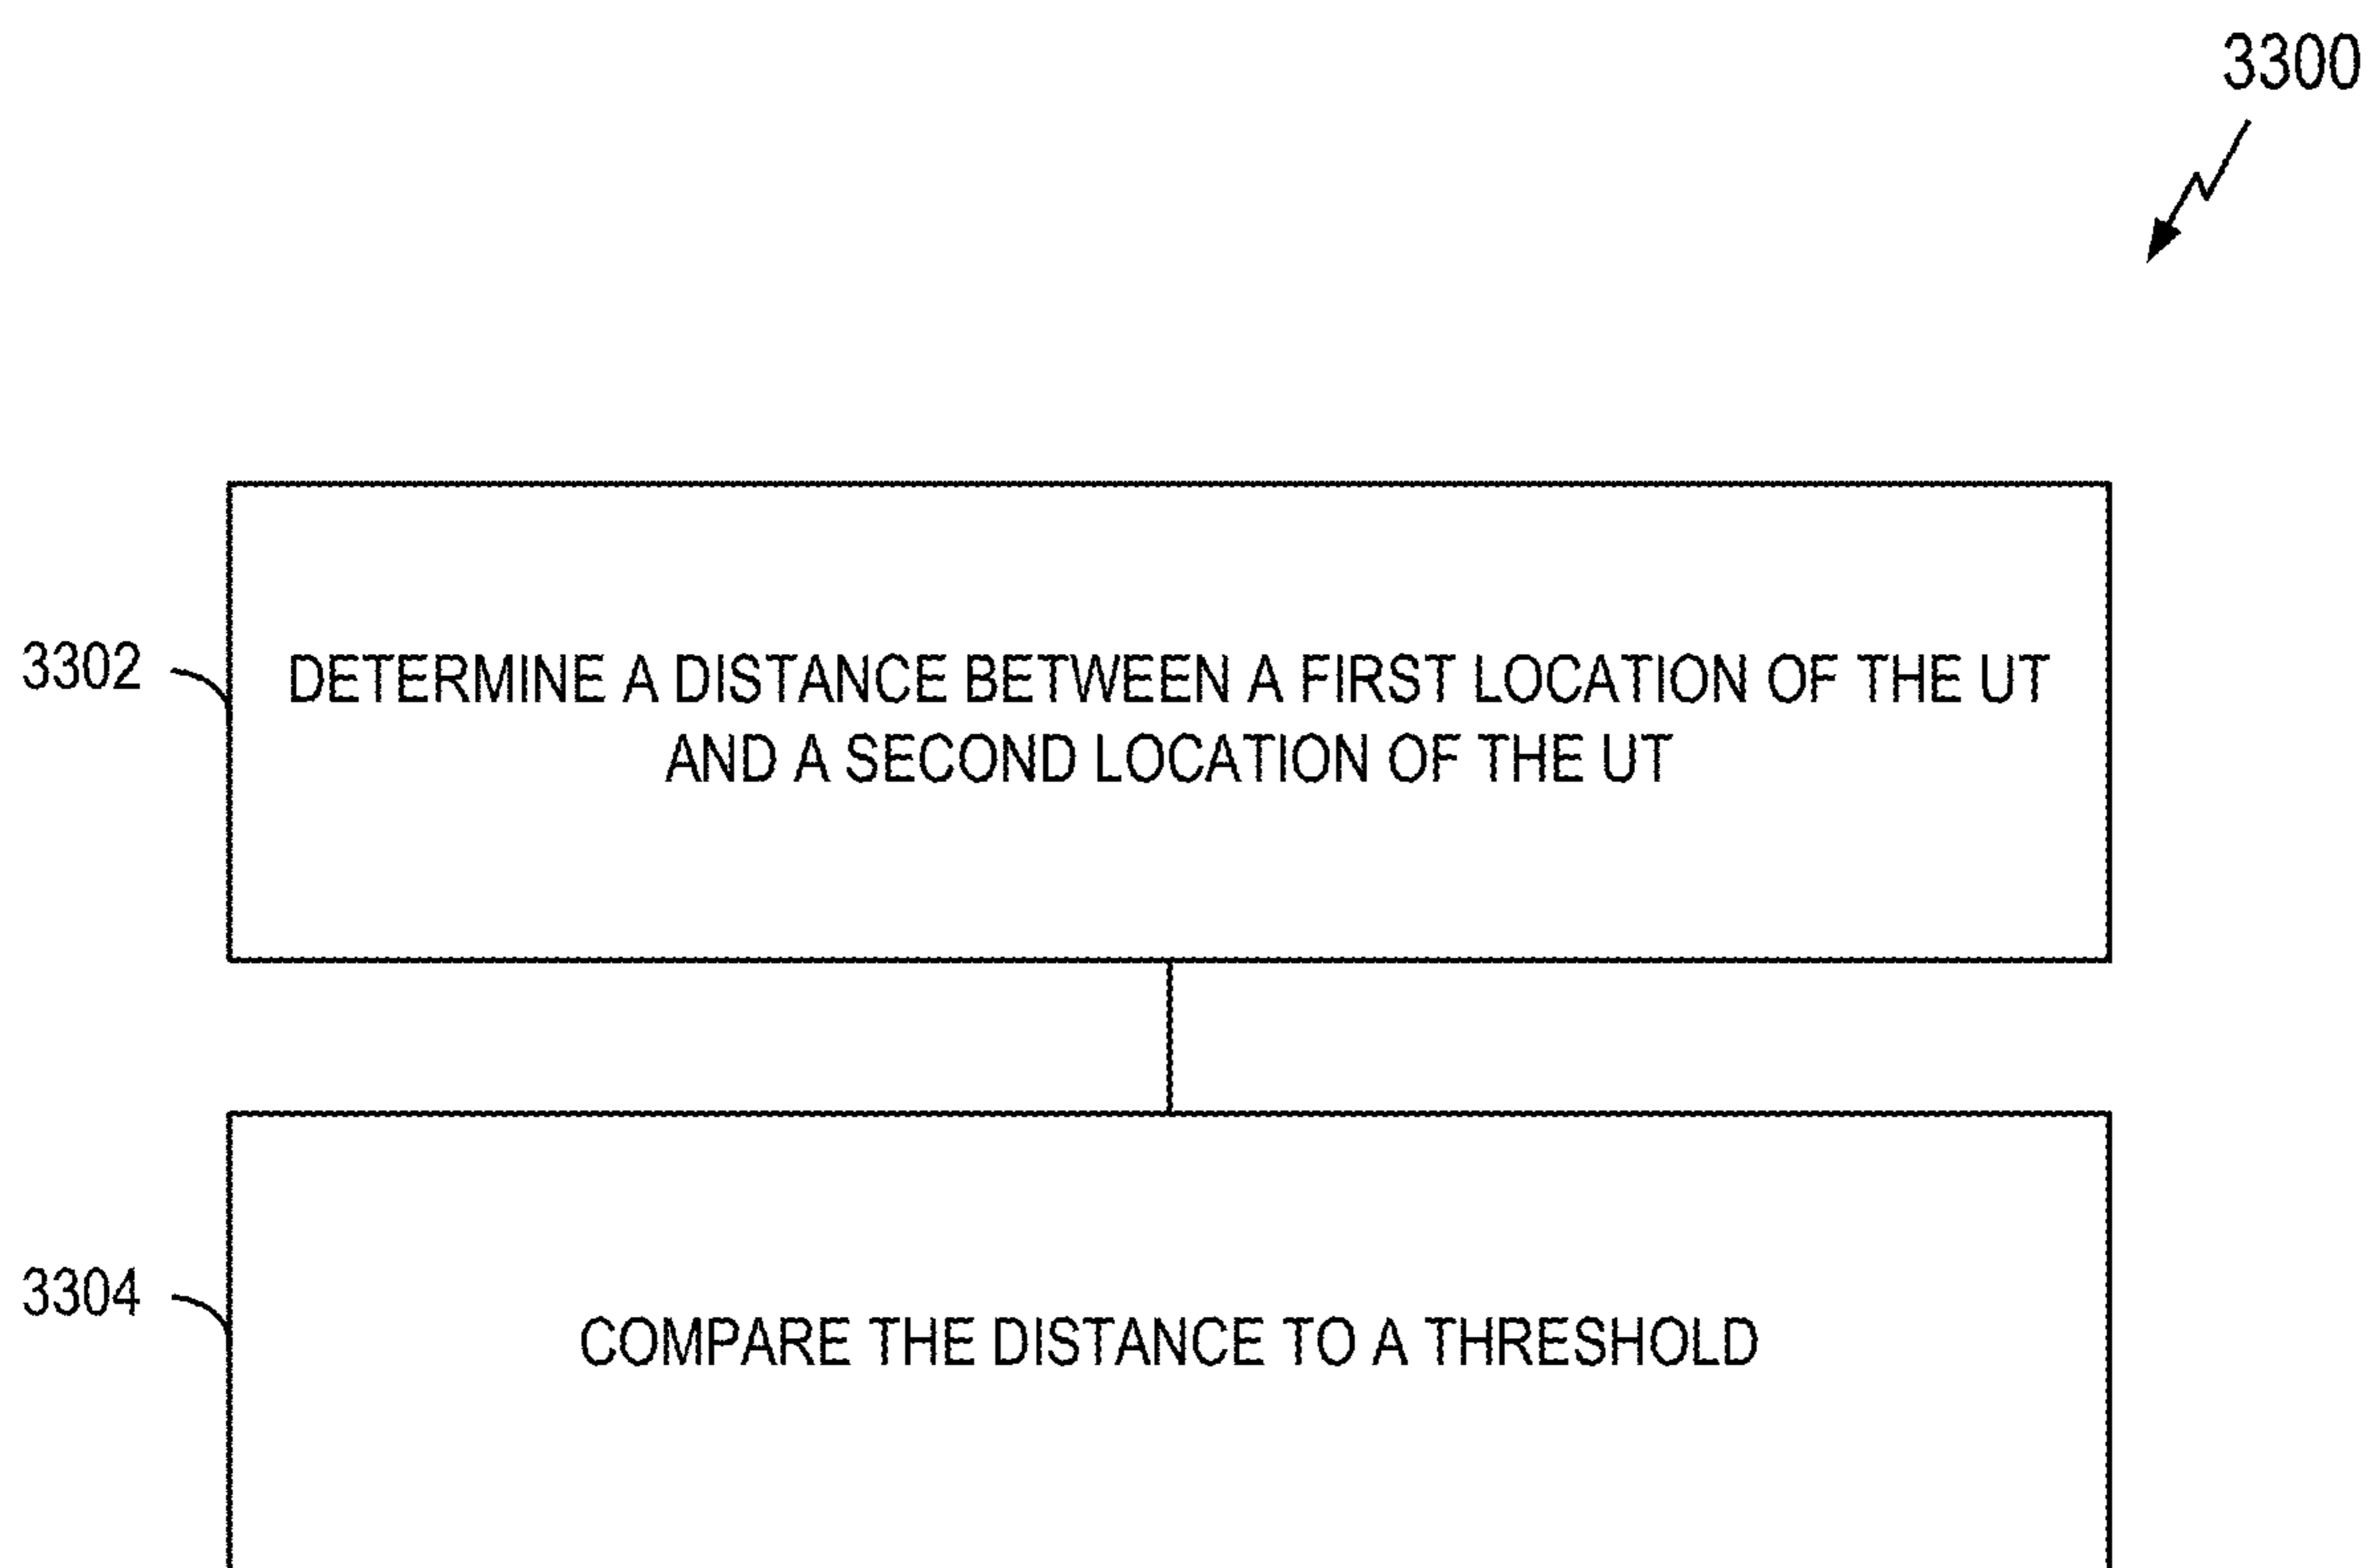 3300
3302
DETERMINE A DISTANCE BETWEEN A FIRST LOCATION OF THE UT
AND A SECOND LOCATION OF THE UT
3304
COMPARE THE DISTANCE TO A THRESHOLD